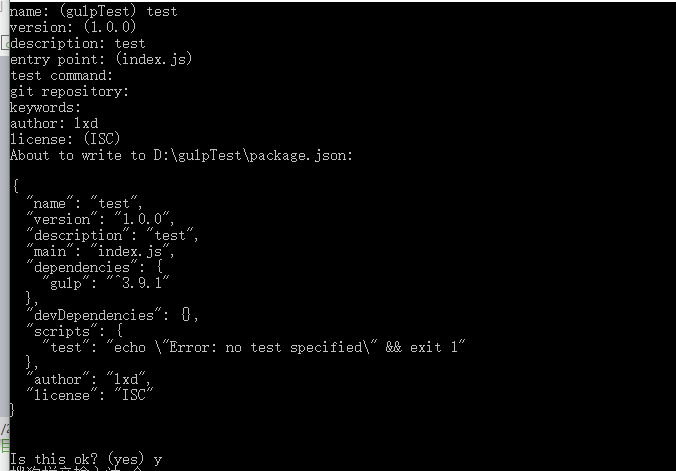 name: (gulpTest) test
version: (1.0.0)
description: test
entry point: (index.js)
test command:
git repository:
keywords:
author: lxd
license: (ISC)
About to write to D:\gulpTest\package.json:
{
"name": "test",
"version": "1.0.0",
"description": "test",
"main": "index.js",
"dependencies": {
"gulp": "^3.9.1"
},
"devDependencies": {},
"scripts": {
"test": "echo \"Error: no test specified\" && exit 1"
},
"author": "lxd",
"license": "ISC"
}
Is this ok? (yes) y